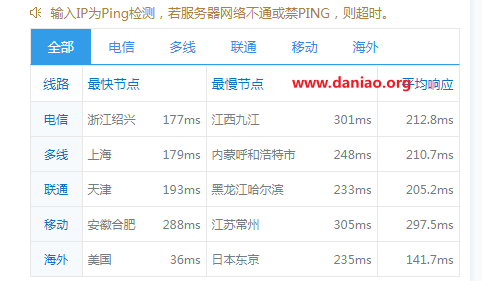 输入IP为Ping检测，若服务器网络不通或禁PING，则超时。
全部 电信 多线 联通 移动 海外
线路 最快节点 最慢节点 www.daniao.org 平均响应
电信 浙江绍兴 177ms 江西九江 301ms 212.8ms
多线 上海 179ms 内蒙呼和浩特市 248ms 210.7ms
联通 天津 193ms 黑龙江哈尔滨 233ms 205.2ms
移动 安徽合肥 288ms 江苏常州 305ms 297.5ms
海外 美国 36ms 日本东京 235ms 141.7ms